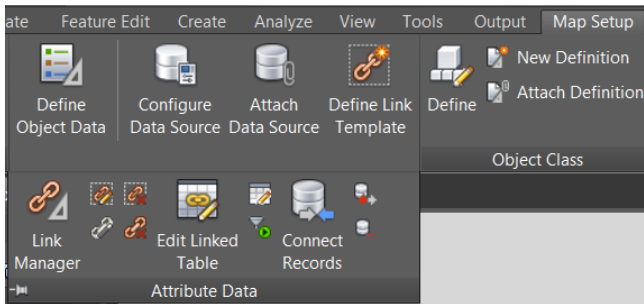 ate Feature Edit Create Analyze View Tools Output Map Setup
Define Object Data
Configure Data Source
Attach Data Source
Define Link Template
Define
New Definition
Attach Definition
Object Class
Link Manager
Edit Linked Table
Connect Records
Attribute Data